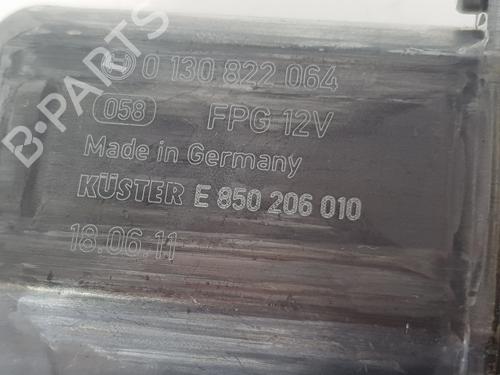 0 130 822 064
058 FPG 12V
Made in Germany
KÜSTER E 850 206 010
18.06.11
B-PARTS